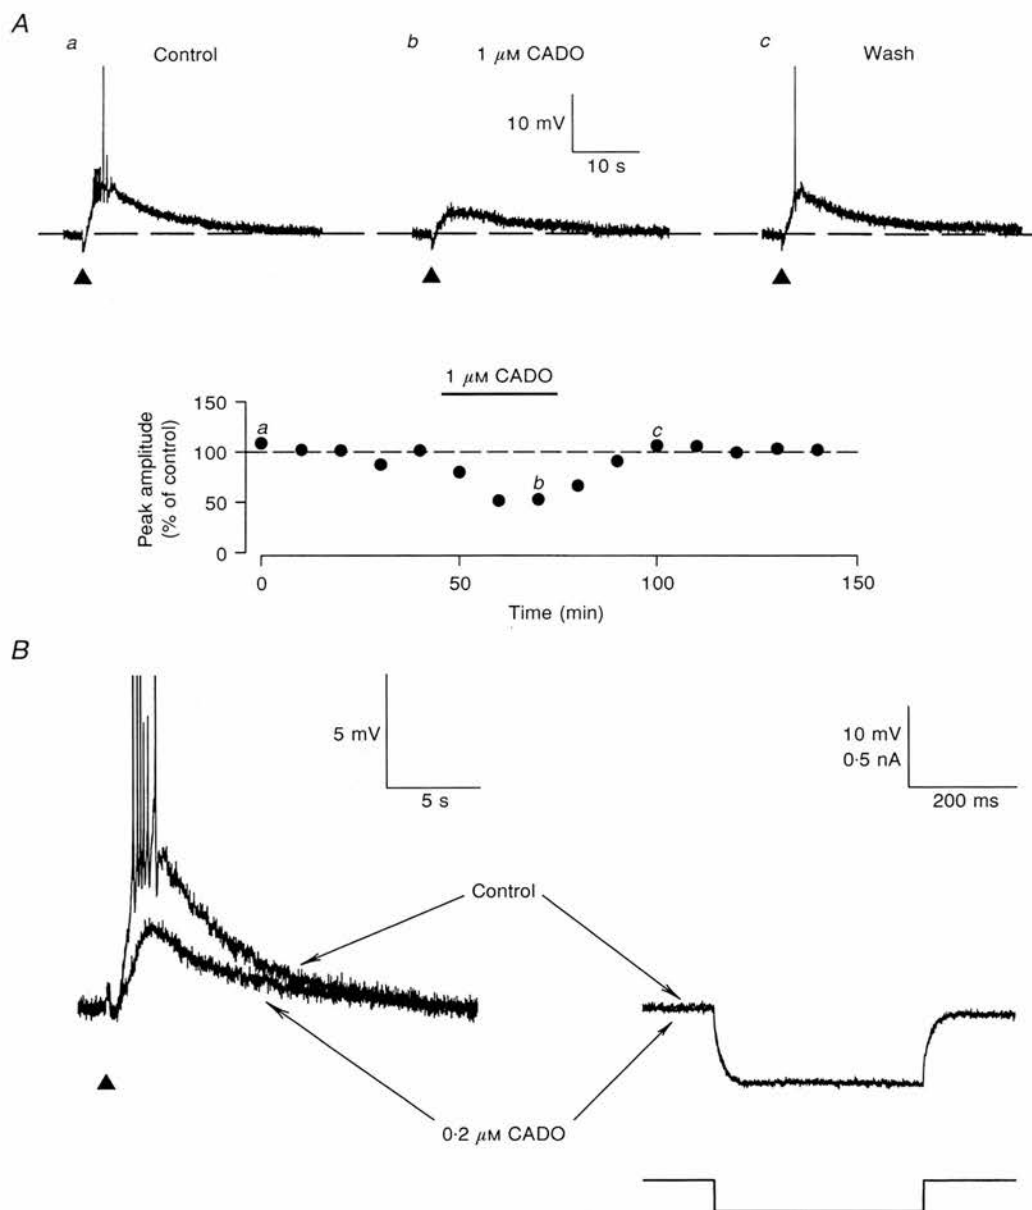 A
a Control b 1 μM CADO c Wash
10 mV
10 s
1 μM CADO
Peak amplitude
(% of control)
150
100
50
0
a
b
c
0 50 100 150
Time (min)
B
5 mV
5 s
10 mV
0·5 nA
200 ms
Control
0·2 μM CADO